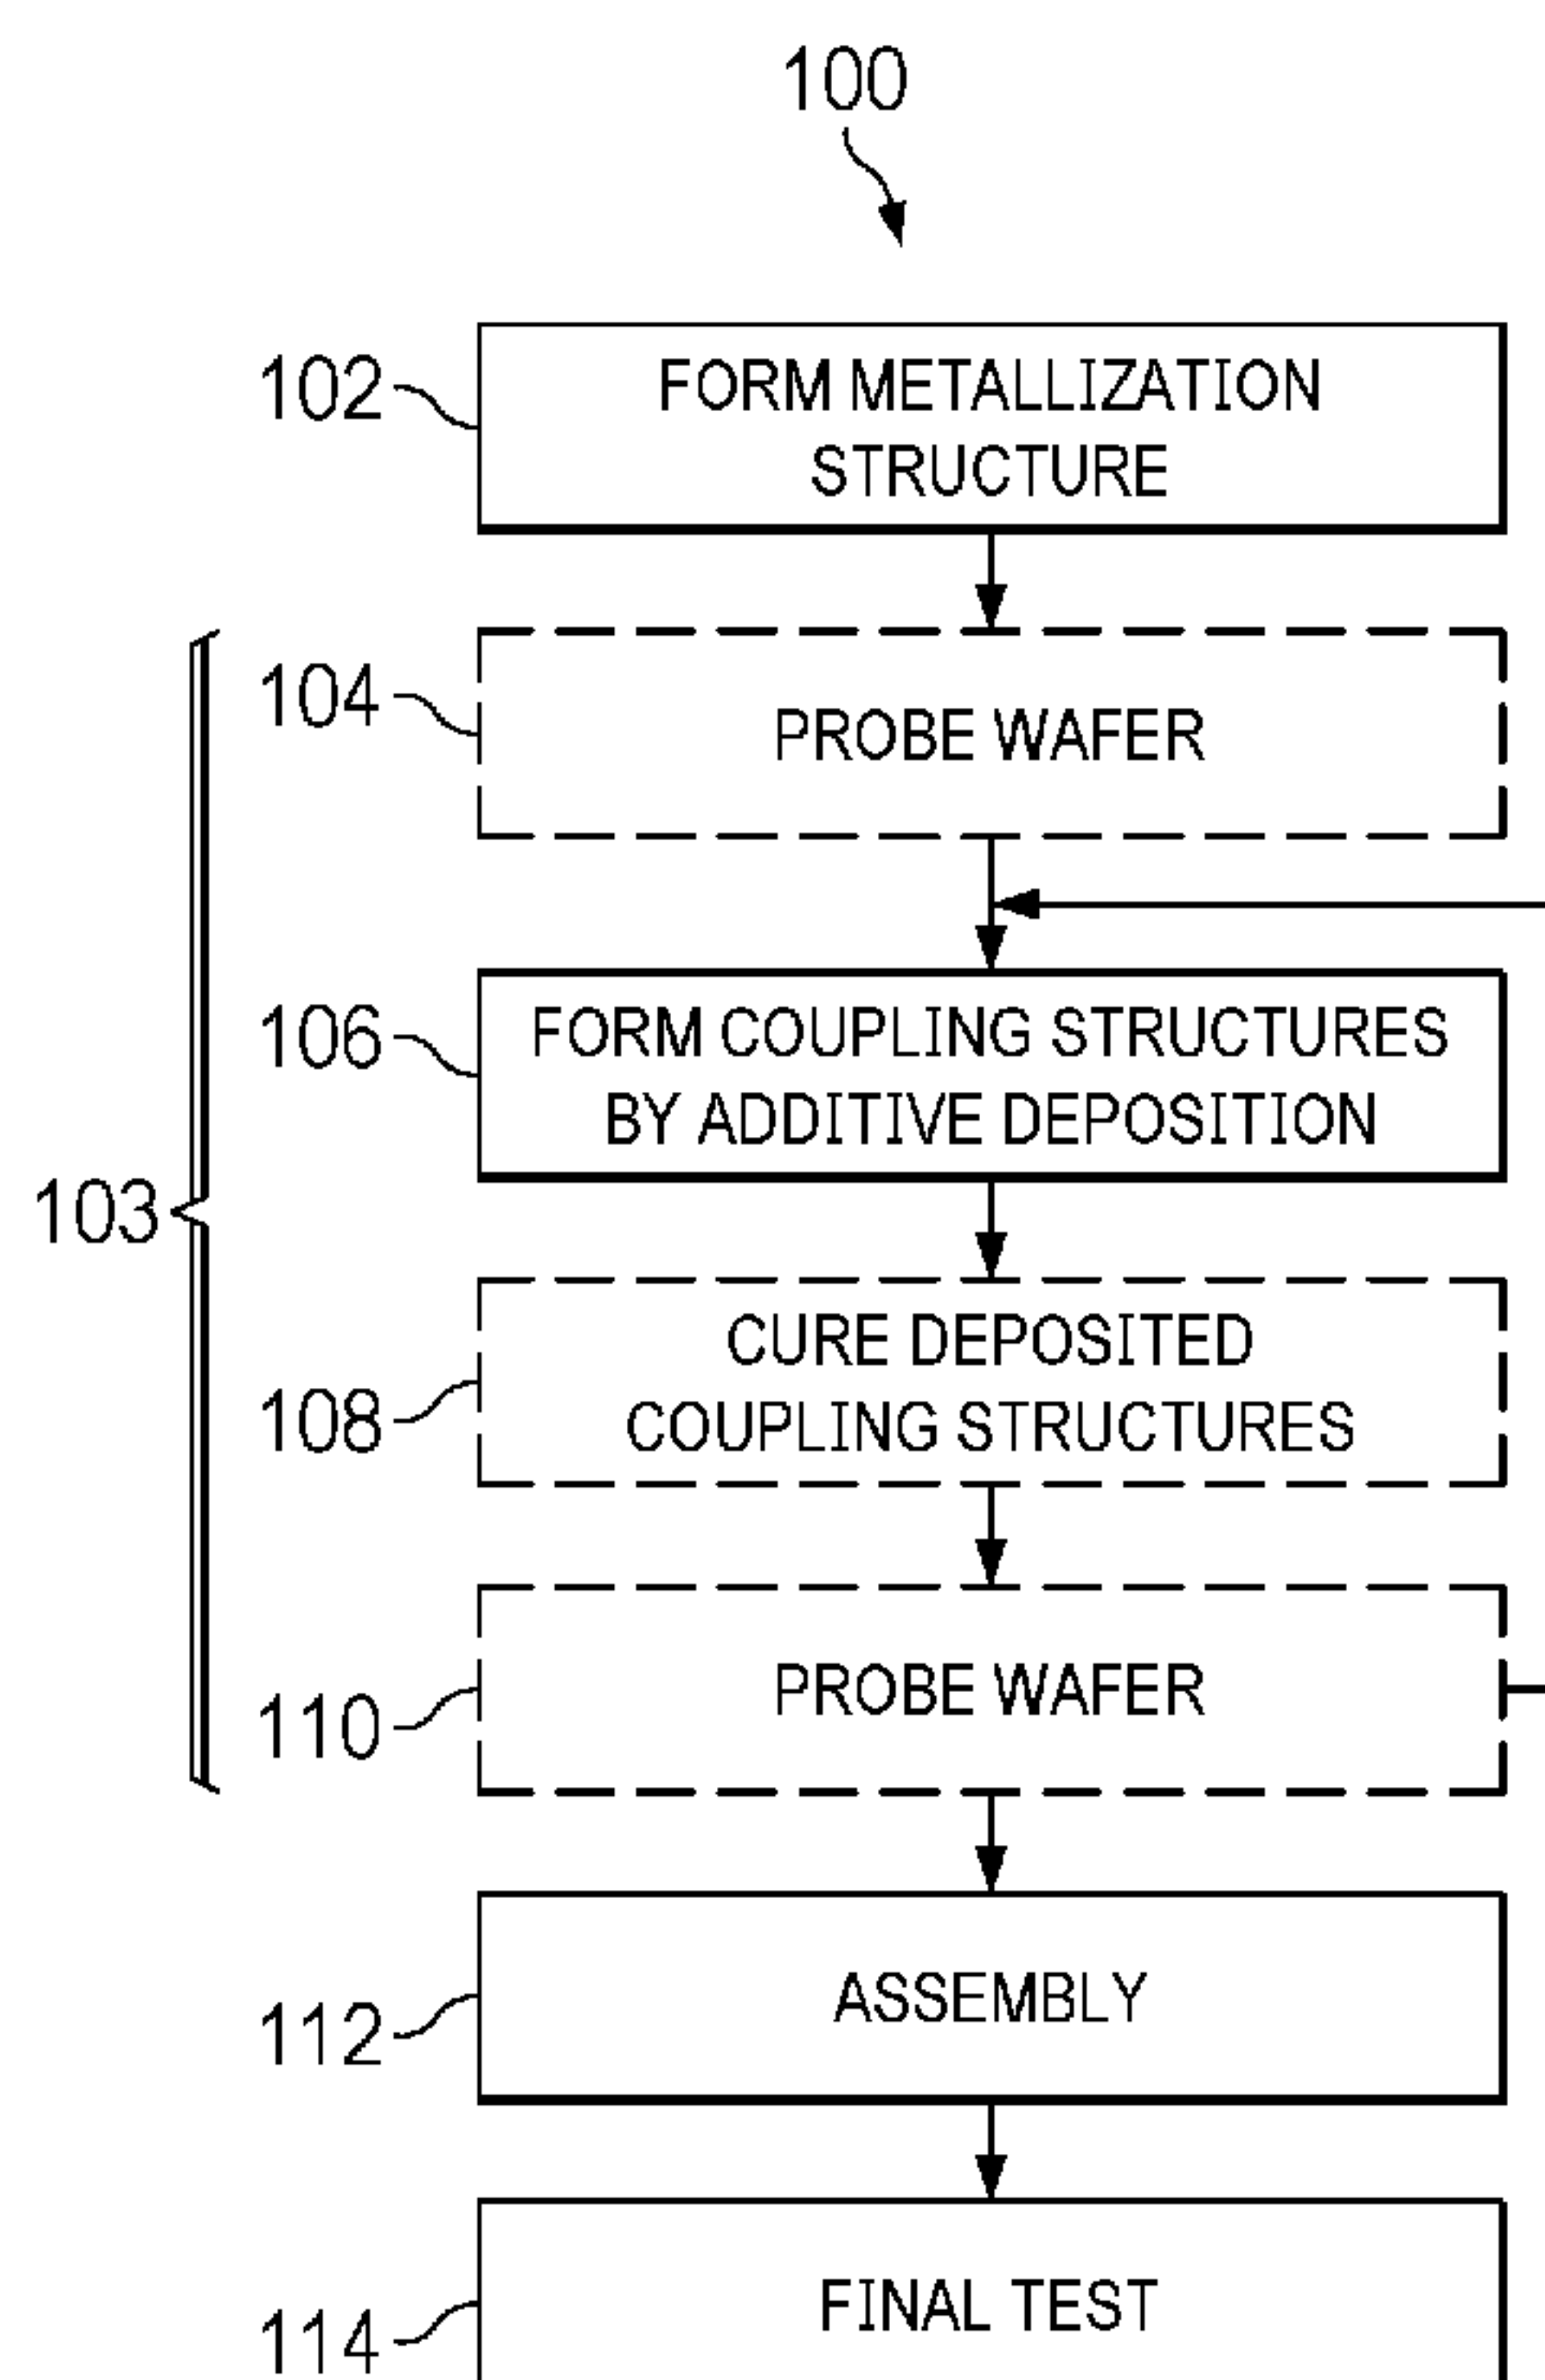 100
102
FORM METALLIZATION
STRUCTURE
104
PROBE WAFER
106
FORM COUPLING STRUCTURES
BY ADDITIVE DEPOSITION
103
108
CURE DEPOSITED
COUPLING STRUCTURES
110
PROBE WAFER
112
ASSEMBLY
114
FINAL TEST